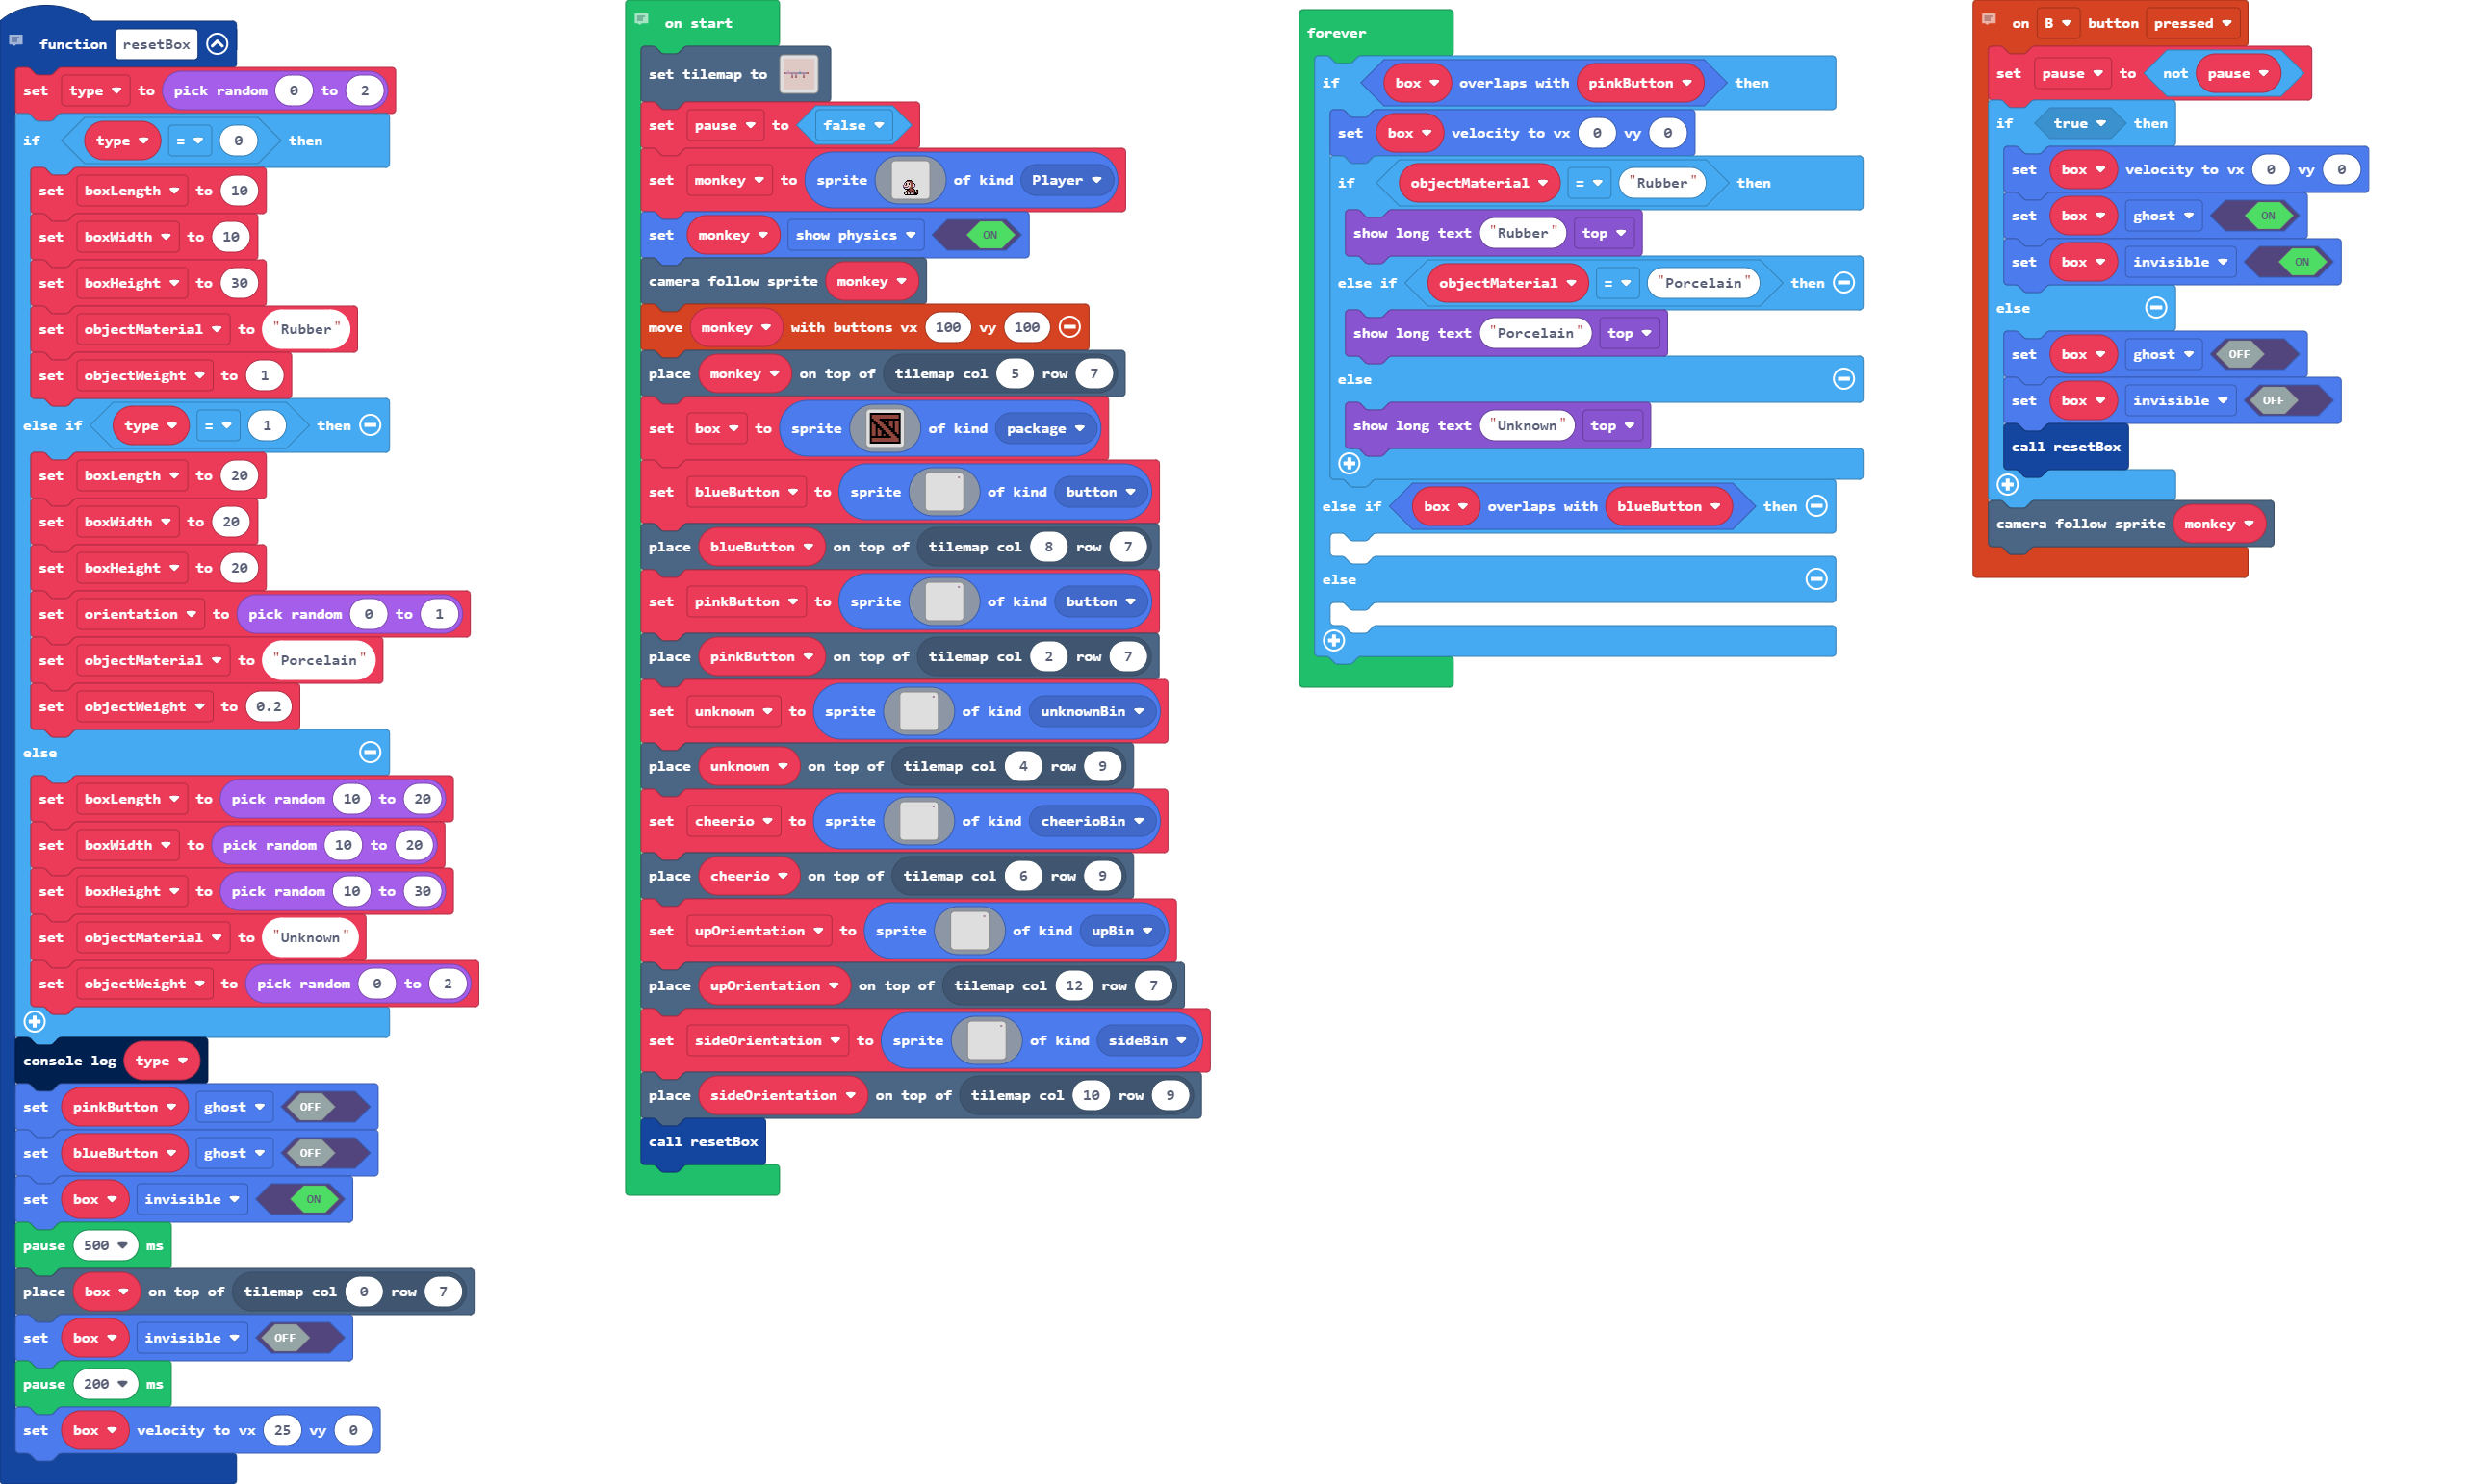 function resetBox
set type to pick random 0 to 2
if type = 0 then
set boxLength to 10
set boxWidth to 10
set boxHeight to 30
set objectMaterial to "Rubber"
set objectWeight to 1
else if type = 1 then
set boxLength to 20
set boxWidth to 20
set boxHeight to 20
set orientation to pick random 0 to 1
set objectMaterial to "Porcelain"
set objectWeight to 0.2
else
set boxLength to pick random 10 to 20
set boxWidth to pick random 10 to 20
set boxHeight to pick random 10 to 30
set objectMaterial to "Unknown"
set objectWeight to pick random 0 to 2
console log type
set pinkButton ghost OFF
set blueButton ghost OFF
set box invisible ON
pause 500 ms
place box on top of tilemap col 0 row 7
set box invisible OFF
pause 200 ms
set box velocity to vx 25 vy 0
on start
set tilemap to
set pause to false
set monkey to sprite of kind Player
set monkey show physics ON
camera follow sprite monkey
move monkey with buttons vx 100 vy 100
place monkey on top of tilemap col 5 row 7
set box to sprite of kind package
set blueButton to sprite of kind button
place blueButton on top of tilemap col 8 row 7
set pinkButton to sprite of kind button
place pinkButton on top of tilemap col 2 row 7
set unknown to sprite of kind unknownBin
place unknown on top of tilemap col 4 row 9
set cheerio to sprite of kind cheerioBin
place cheerio on top of tilemap col 6 row 9
set upOrientation to sprite of kind upBin
place upOrientation on top of tilemap col 12 row 7
set sideOrientation to sprite of kind sideBin
place sideOrientation on top of tilemap col 10 row 9
call resetBox
forever
if box overlaps with pinkButton then
set box velocity to vx 0 vy 0
if objectMaterial = "Rubber" then
show long text "Rubber" top
else if objectMaterial = "Porcelain" then
show long text "Porcelain" top
else
show long text "Unknown" top
else if box overlaps with blueButton then
else
on B button pressed
set pause to not pause
if true then
set box velocity to vx 0 vy 0
set box ghost ON
set box invisible ON
else
set box ghost OFF
set box invisible OFF
call resetBox
camera follow sprite monkey